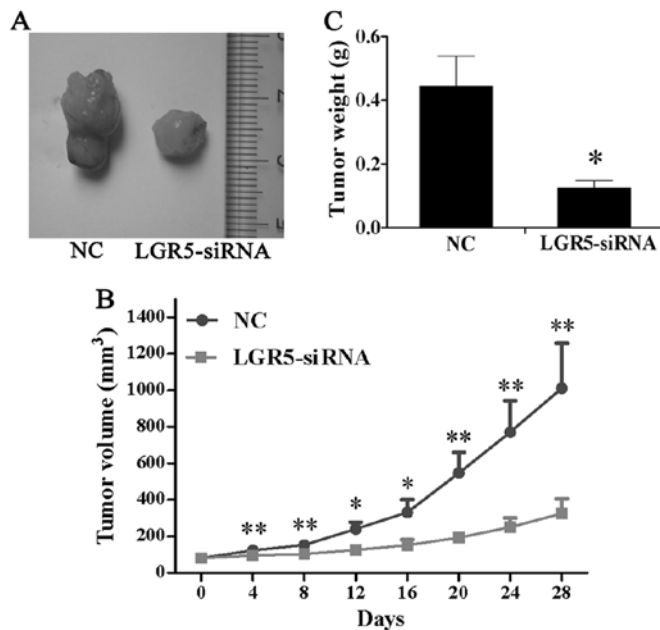 A
NC LGR5-siRNA
C
Tumor weight (g)
0.6
0.4
0.2
0.0
*
NC LGR5-siRNA
B
Tumor volume (mm³)
1400
1200
1000
800
600
400
200
0
NC
LGR5-siRNA
** ** * * ** ** **
0 4 8 12 16 20 24 28
Days